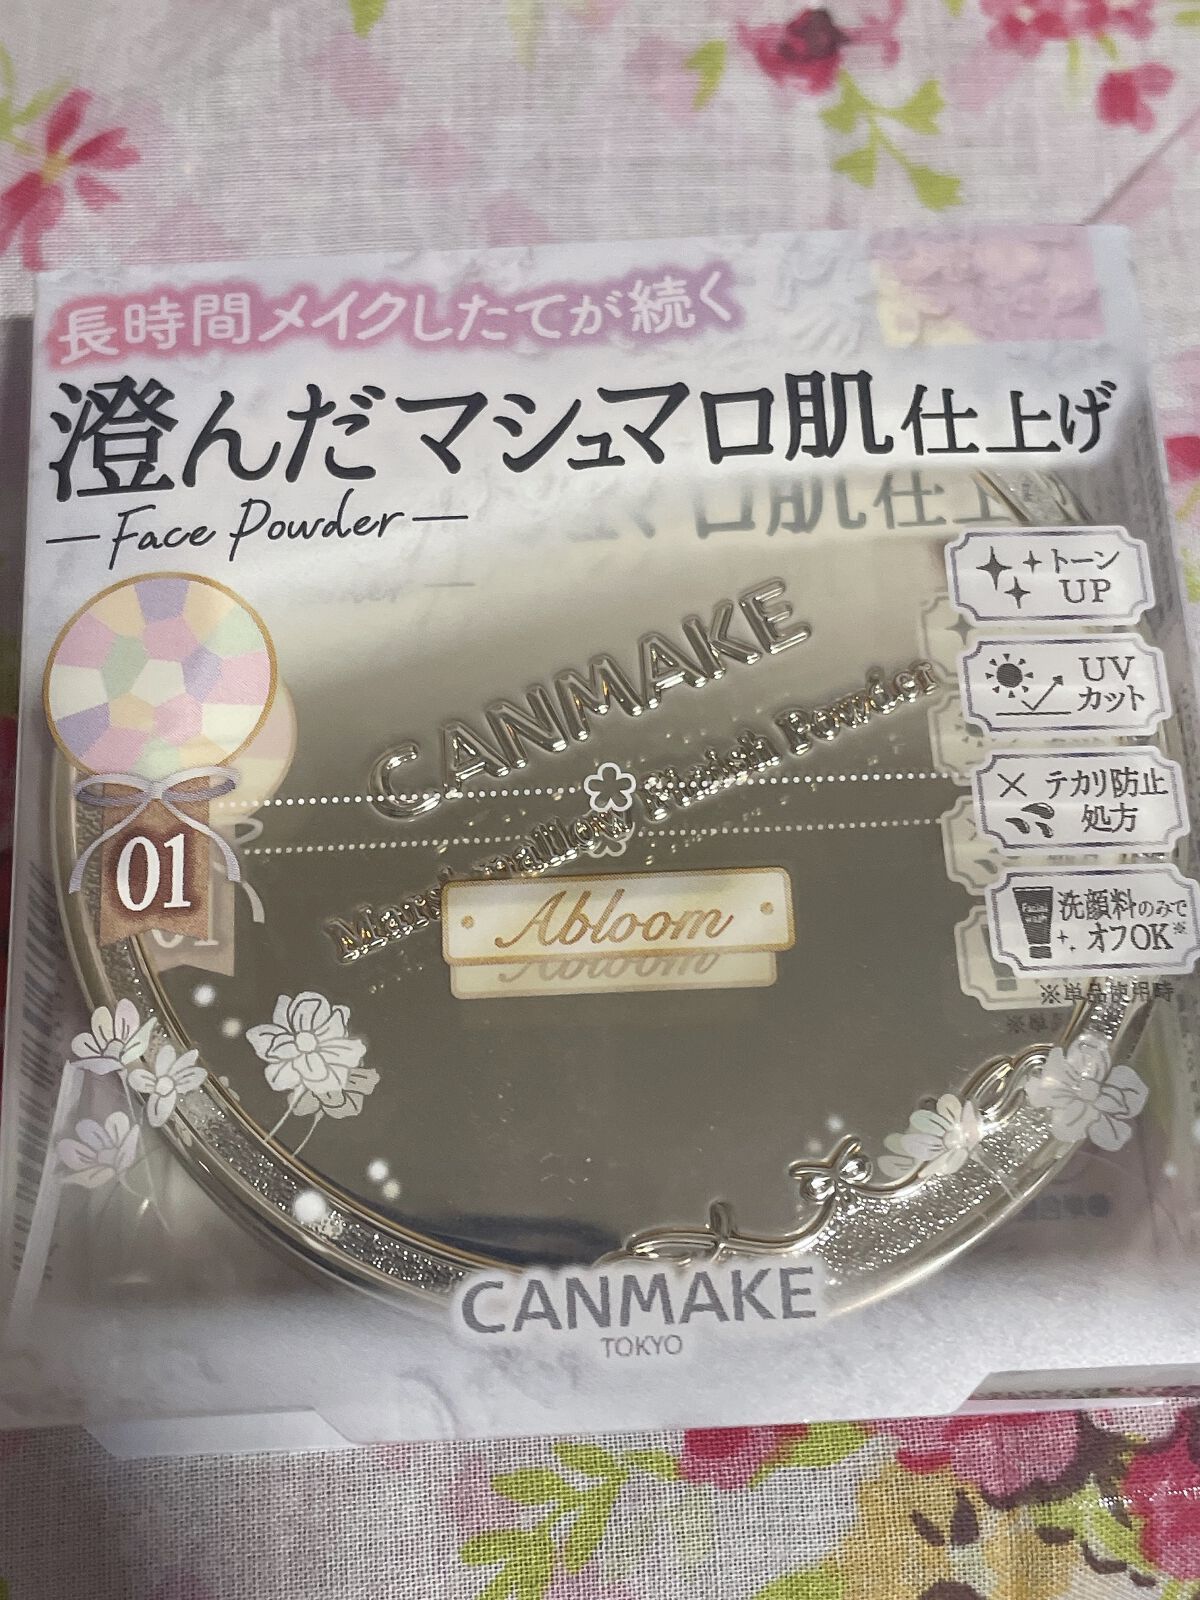 長時間メイクしたてが続く
澄んだマシュマロ肌仕上げ
Face Powder
トーン
UP
UV
カット
テカリ防止
処方
洗顔料のみで
オフOK※
※単品使用時
01
CANMAKE
Marshmallow Finish Powder
Abloom
CANMAKE
TOKYO